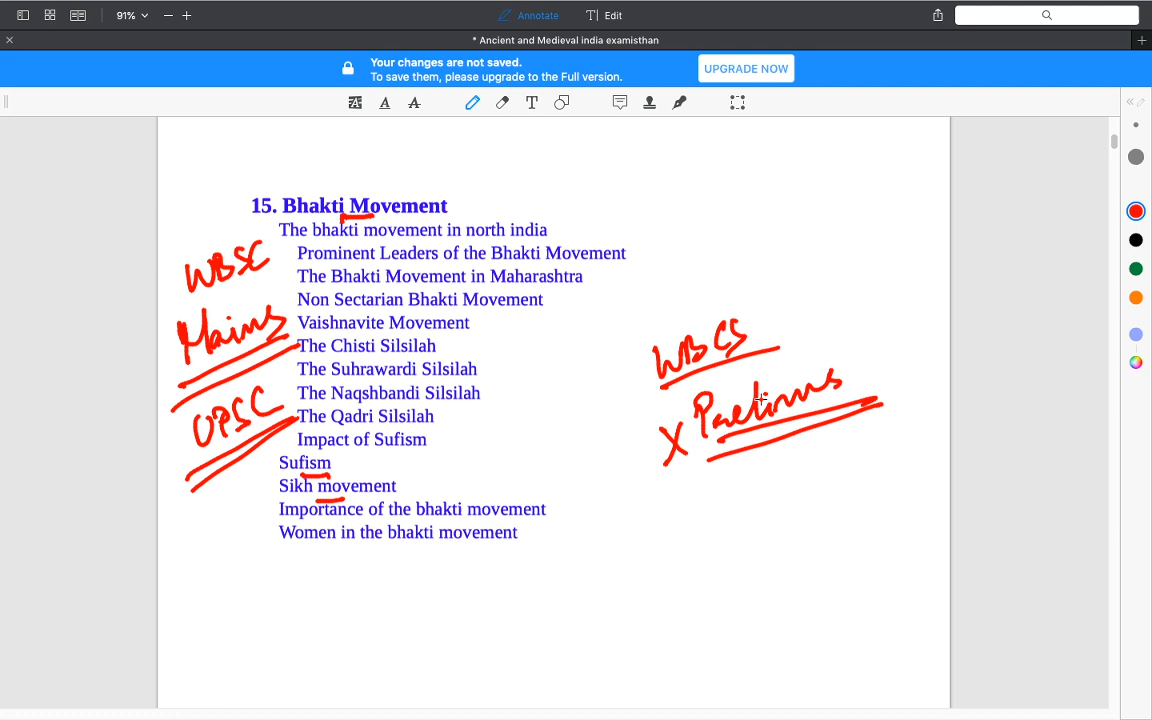 91%
Annotate
T Edit
* Ancient and Medieval india examisthan
Your changes are not saved.
To save them, please upgrade to the Full version.
UPGRADE NOW
15. Bhakti Movement
The bhakti movement in north india
Prominent Leaders of the Bhakti Movement
The Bhakti Movement in Maharashtra
Non Sectarian Bhakti Movement
Vaishnavite Movement
The Chisti Silsilah
The Suhrawardi Silsilah
The Naqshbandi Silsilah
The Qadri Silsilah
Impact of Sufism
Sufism
Sikh movement
Importance of the bhakti movement
Women in the bhakti movement
WBSC
Mains
UPSC
WBCS
X Prelims